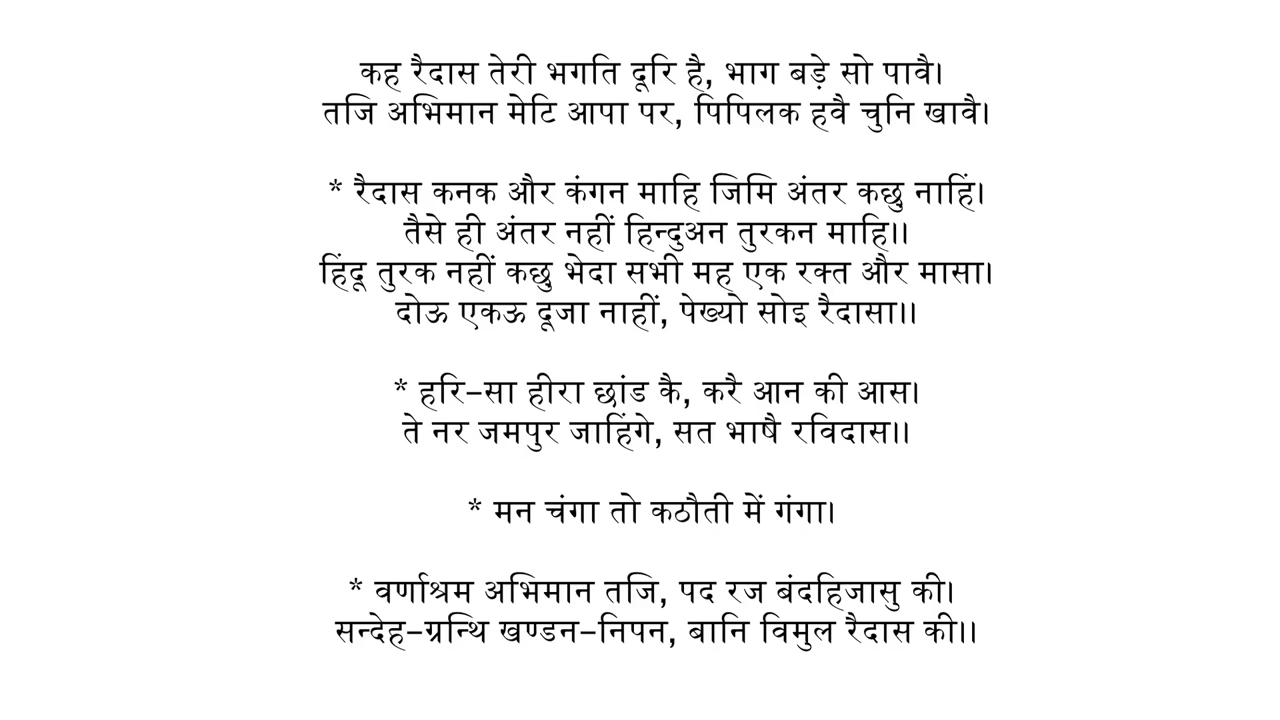 कह रैदास तेरी भगति दूरि है, भाग बड़े सो पावै।
तजि अभिमान मेटि आपा पर, पिपिलक हवै चुनि खावै।
* रैदास कनक और कंगन माहि जिमि अंतर कछु नाहिं।
तैसे ही अंतर नहीं हिन्दुअन तुरकन माहि।।
हिंदू तुरक नहीं कछु भेदा सभी मह एक रक्त और मासा।
दोऊ एकऊ दूजा नाहीं, पेख्यो सोइ रैदासा।।
* हरि-सा हीरा छांड कै, करै आन की आस।
ते नर जमपुर जाहिंगे, सत भाषै रविदास।।
* मन चंगा तो कठौती में गंगा।
* वर्णाश्रम अभिमान तजि, पद रज बंदहिजासु की।
सन्देह-ग्रन्थि खण्डन-निपन, बानि विमुल रैदास की।।